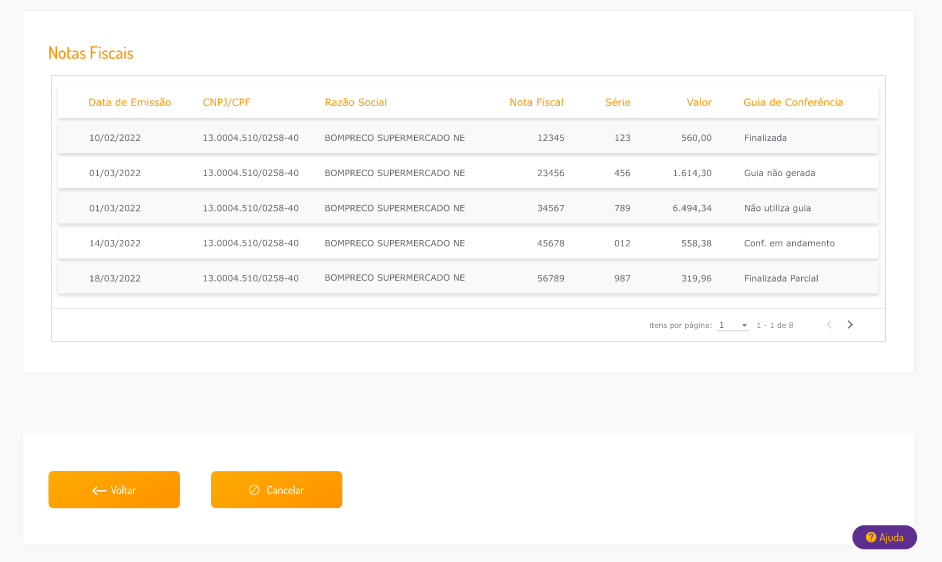 Notas Fiscais
Data de Emissão CNPJ/CPF Razão Social Nota Fiscal Série Valor Guia de Conferência
10/02/2022 13.0004.510/0258-40 BOMPRECO SUPERMERCADO NE 12345 123 560,00 Finalizada
01/03/2022 13.0004.510/0258-40 BOMPRECO SUPERMERCADO NE 23456 456 1.614,30 Guia não gerada
01/03/2022 13.0004.510/0258-40 BOMPRECO SUPERMERCADO NE 34567 789 6.494,34 Não utiliza guia
14/03/2022 13.0004.510/0258-40 BOMPRECO SUPERMERCADO NE 45678 012 558,38 Conf. em andamento
18/03/2022 13.0004.510/0258-40 BOMPRECO SUPERMERCADO NE 56789 987 319,96 Finalizada Parcial
Itens por página: 1 1 - 1 de 8
Voltar Cancelar
Ajuda